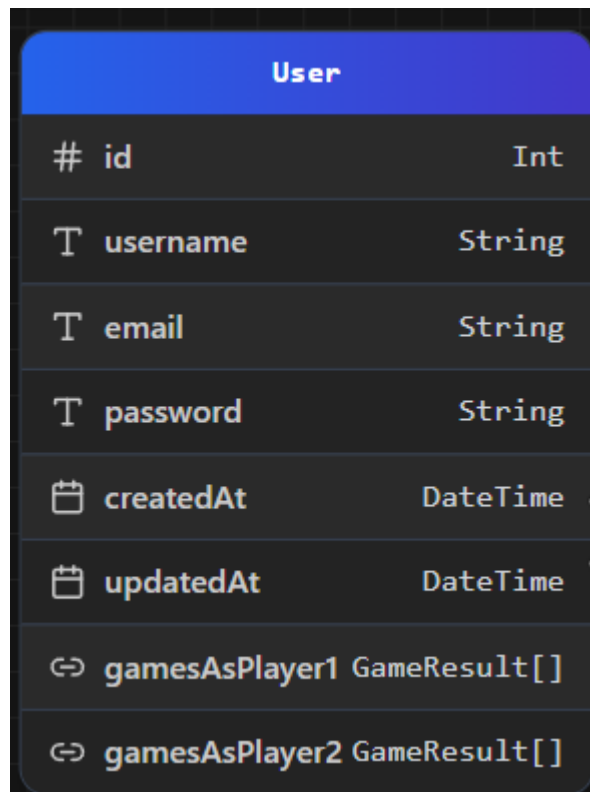 User
id Int
username String
email String
password String
createdAt DateTime
updatedAt DateTime
gamesAsPlayer1 GameResult[]
gamesAsPlayer2 GameResult[]